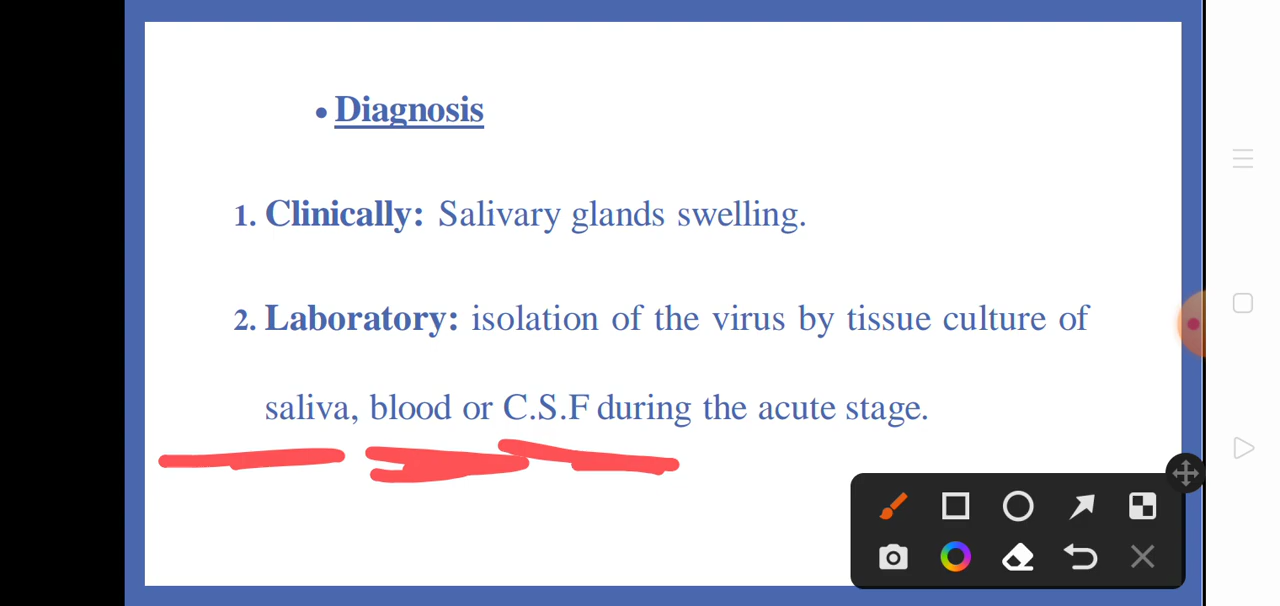 • Diagnosis
1. Clinically: Salivary glands swelling.
2. Laboratory: isolation of the virus by tissue culture of
saliva, blood or C.S.F during the acute stage.